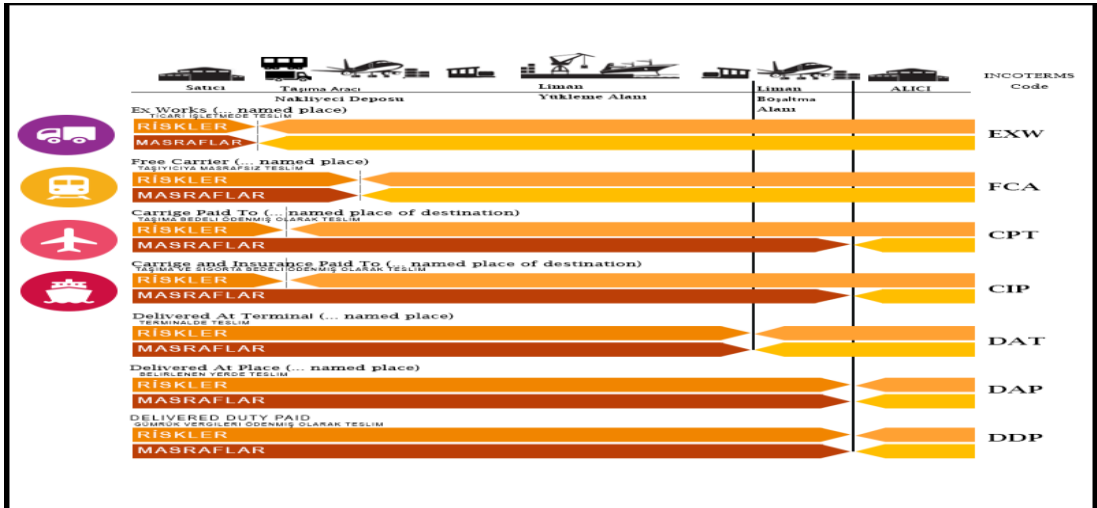 Satıcı
Taşıma Aracı
Nakliyeci Deposu
Liman
Yükleme Alanı
Liman
Boşaltma
Alanı
ALICI
INCOTERMS
Code
Ex Works (... named place)
TİCARİ İŞLETMEDE TESLİM
RİSKLER
MASRAFLAR
EXW
Free Carrier (... named place)
TAŞIYICIYA MASRAFSIZ TESLİM
RİSKLER
MASRAFLAR
FCA
Carrige Paid To (... named place of destination)
TAŞIMA BEDELİ ÖDENMİŞ OLARAK TESLİM
RİSKLER
MASRAFLAR
CPT
Carrige and Insurance Paid To (... named place of destination)
TAŞIMA VE SİGORTA BEDELİ ÖDENMİŞ OLARAK TESLİM
RİSKLER
MASRAFLAR
CIP
Delivered At Terminal (... named place)
TERMINALDE TESLİM
RİSKLER
MASRAFLAR
DAT
Delivered At Place (... named place)
BELİRLENEN YERDE TESLİM
RİSKLER
MASRAFLAR
DAP
DELIVERED DUTY PAID
GÜMRÜK VERGİLERİ ÖDENMİŞ OLARAK TESLİM
RİSKLER
MASRAFLAR
DDP